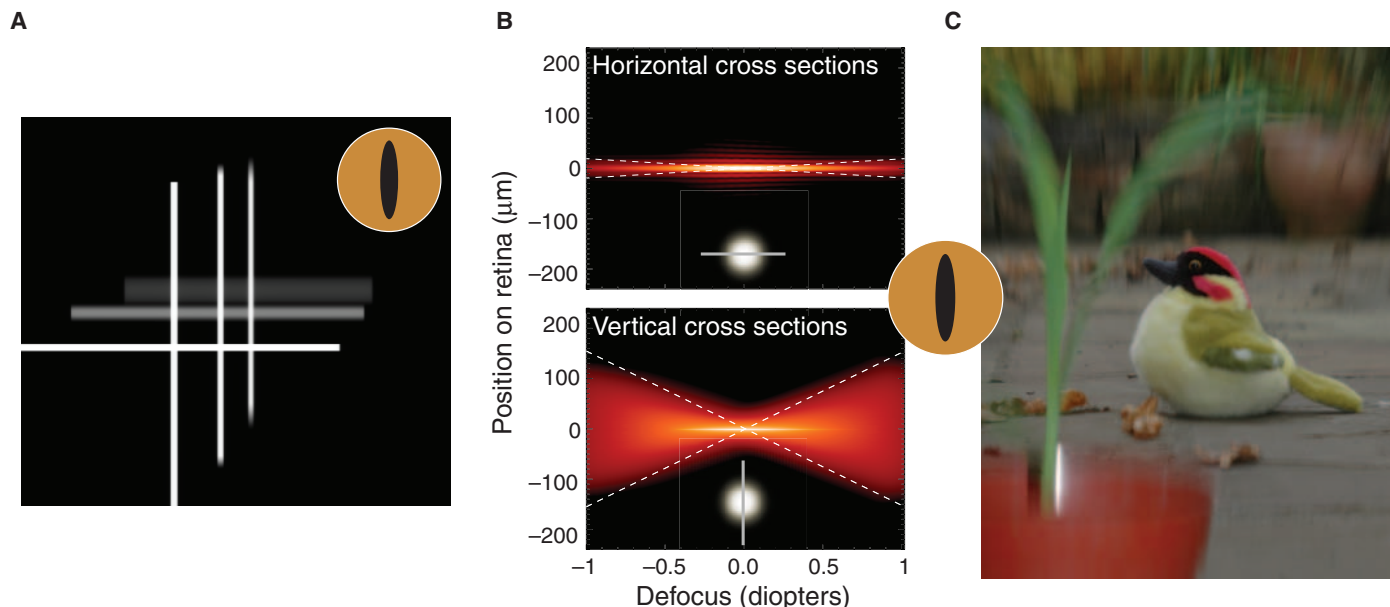 A
B
C
Horizontal cross sections
200
100
0
−100
−200
Position on retina (μm)
Vertical cross sections
200
100
0
−100
−200
−1
−0.5
0.0
0.5
1
Defocus (diopters)